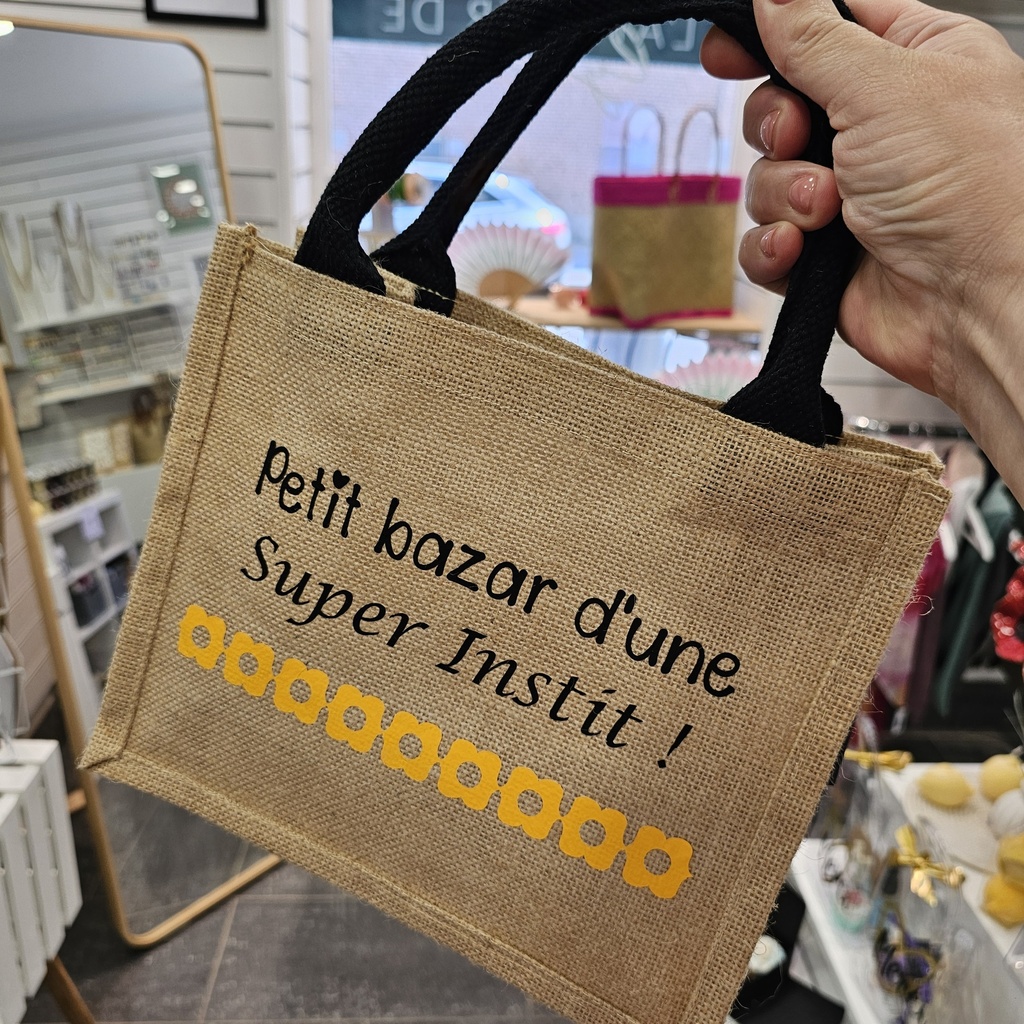 Petit bazar d'une
Super Instit !